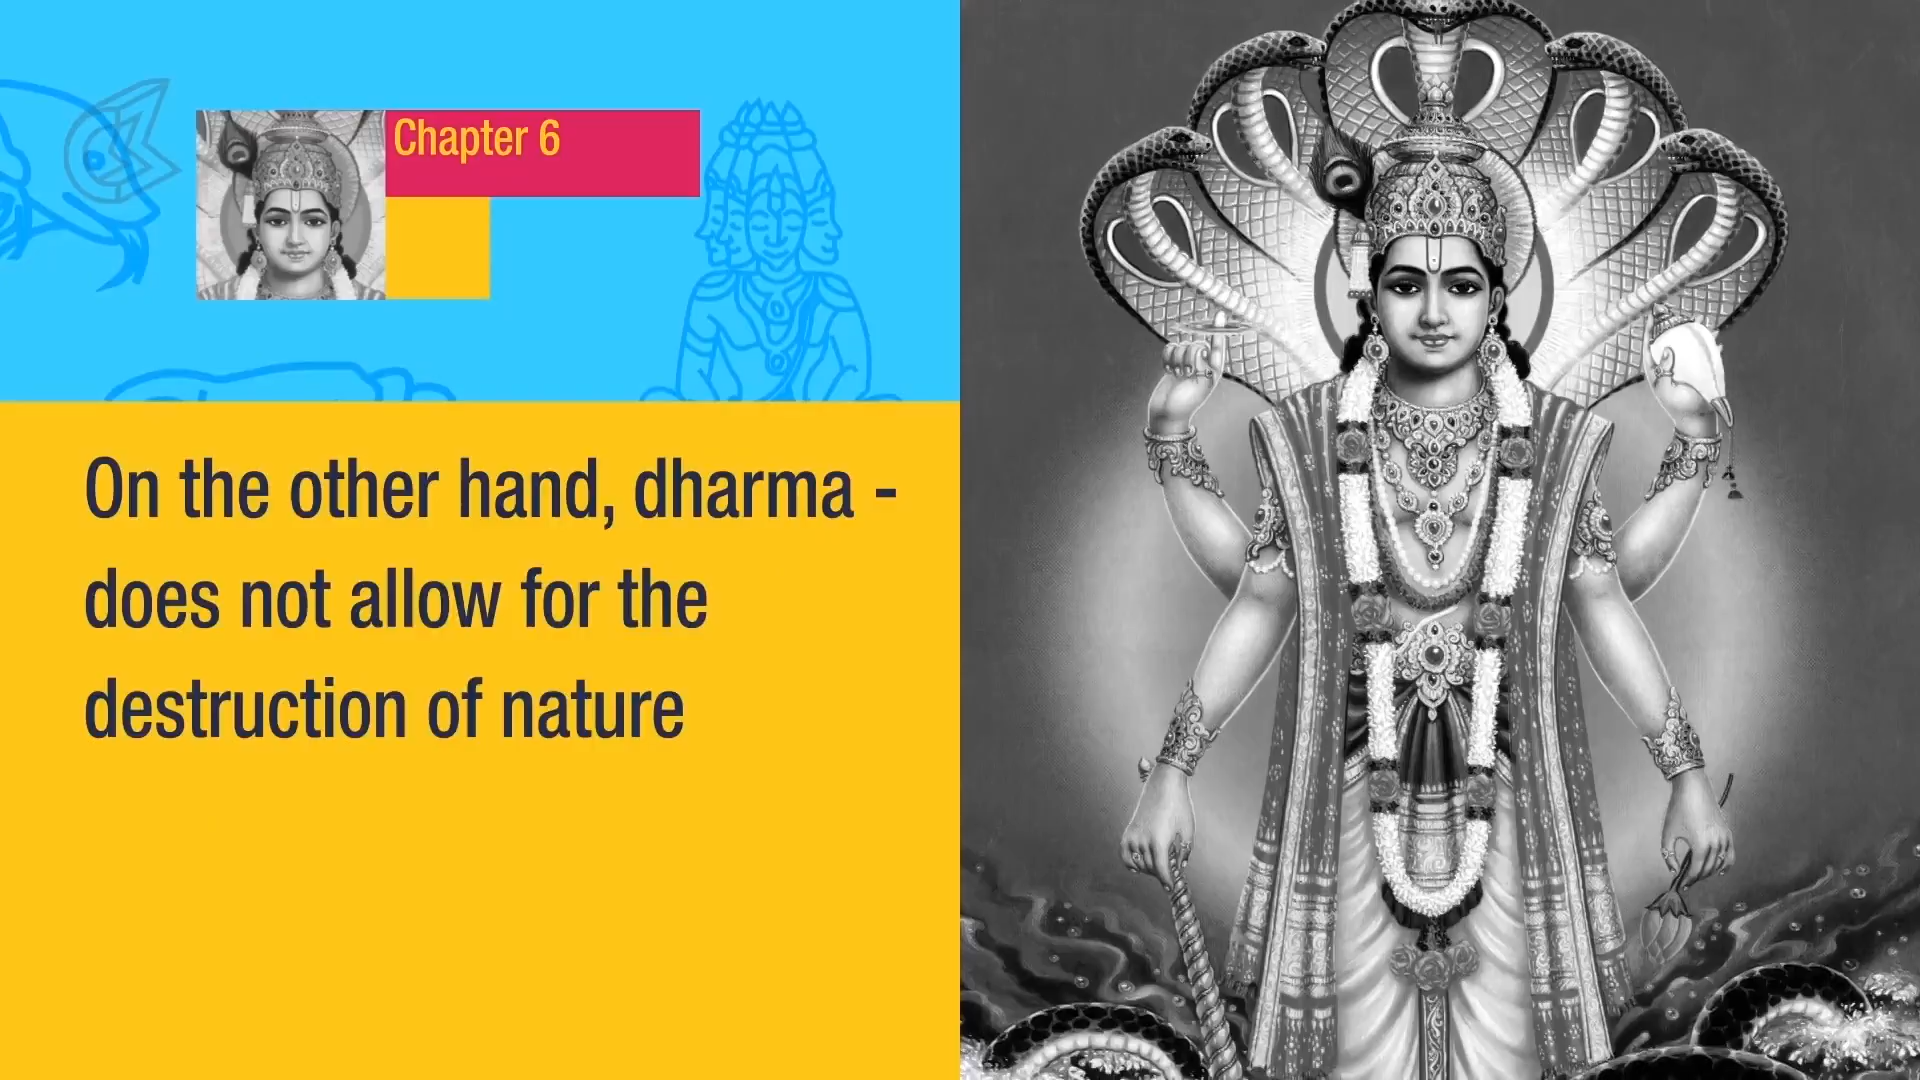 Chapter 6
On the other hand, dharma -
does not allow for the
destruction of nature